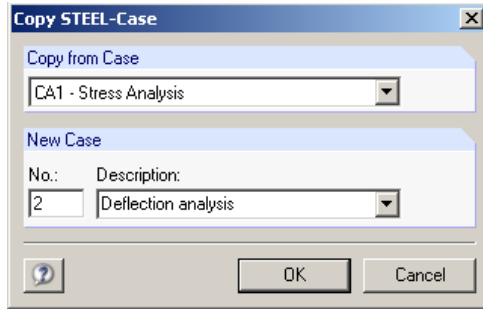 Copy STEEL-Case
Copy from Case
CA1 - Stress Analysis
New Case
No.: Description:
2 Deflection analysis
OK Cancel